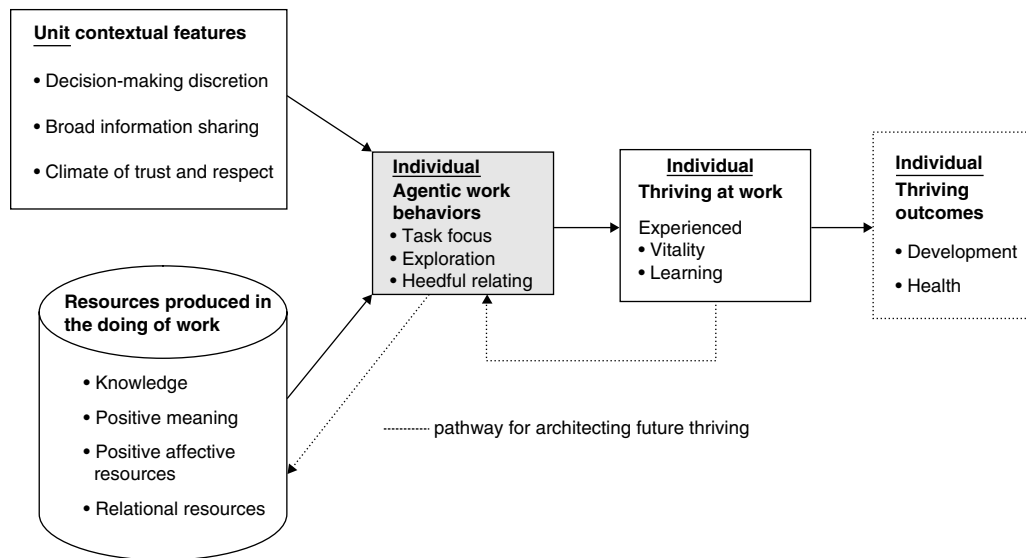 Unit contextual features
• Decision-making discretion
• Broad information sharing
• Climate of trust and respect
Resources produced in
the doing of work
• Knowledge
• Positive meaning
• Positive affective
resources
• Relational resources
Individual
Agentic work
behaviors
• Task focus
• Exploration
• Heedful relating
Individual
Thriving at work
Experienced
• Vitality
• Learning
Individual
Thriving
outcomes
• Development
• Health
pathway for architecting future thriving